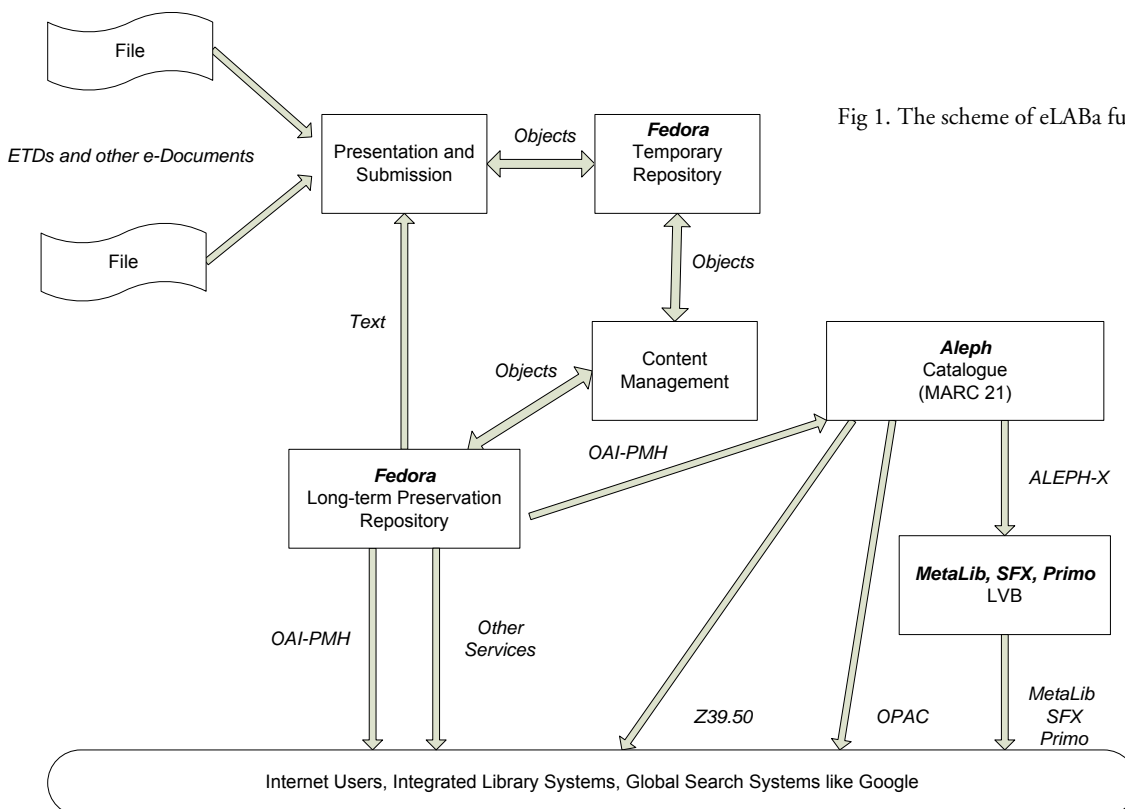 File
ETDs and other e-Documents
File
Presentation and
Submission
Objects
Fedora
Temporary
Repository
Fig 1. The scheme of eLABa fu
Objects
Text
Objects
Content
Management
Aleph
Catalogue
(MARC 21)
OAI-PMH
ALEPH-X
Fedora
Long-term Preservation
Repository
MetaLib, SFX, Primo
LVB
OAI-PMH
Other
Services
Z39.50
OPAC
MetaLib
SFX
Primo
Internet Users, Integrated Library Systems, Global Search Systems like Google